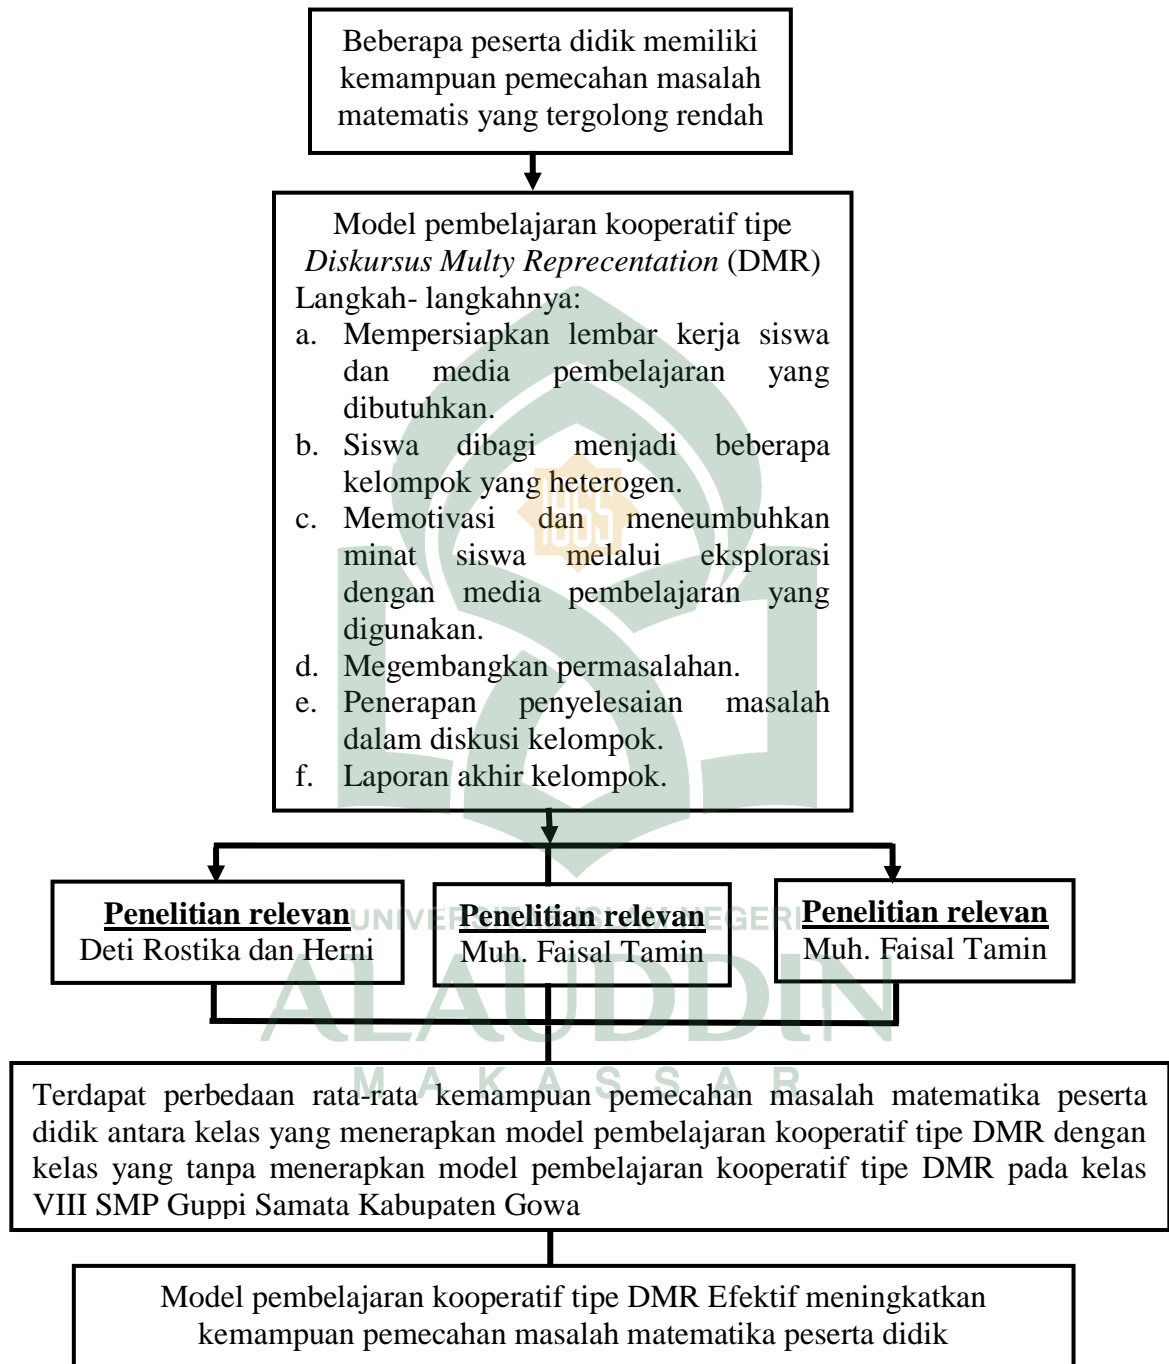 Beberapa peserta didik memiliki
kemampuan pemecahan masalah
matematis yang tergolong rendah
Model pembelajaran kooperatif tipe
Diskursus Multy Reprecentation (DMR)
Langkah- langkahnya:
a. Mempersiapkan lembar kerja siswa
dan media pembelajaran yang
dibutuhkan.
b. Siswa dibagi menjadi beberapa
kelompok yang heterogen.
c. Memotivasi dan meneumbuhkan
minat siswa melalui eksplorasi
dengan media pembelajaran yang
digunakan.
d. Megembangkan permasalahan.
e. Penerapan penyelesaian masalah
dalam diskusi kelompok.
f. Laporan akhir kelompok.
1965
Penelitian relevan
Deti Rostika dan Herni
Penelitian relevan
Muh. Faisal Tamin
Penelitian relevan
Muh. Faisal Tamin
UNIVERSITAS ISLAM NEGERI
ALAUDDIN
MAKASSAR
Terdapat perbedaan rata-rata kemampuan pemecahan masalah matematika peserta
didik antara kelas yang menerapkan model pembelajaran kooperatif tipe DMR dengan
kelas yang tanpa menerapkan model pembelajaran kooperatif tipe DMR pada kelas
VIII SMP Guppi Samata Kabupaten Gowa
Model pembelajaran kooperatif tipe DMR Efektif meningkatkan
kemampuan pemecahan masalah matematika peserta didik